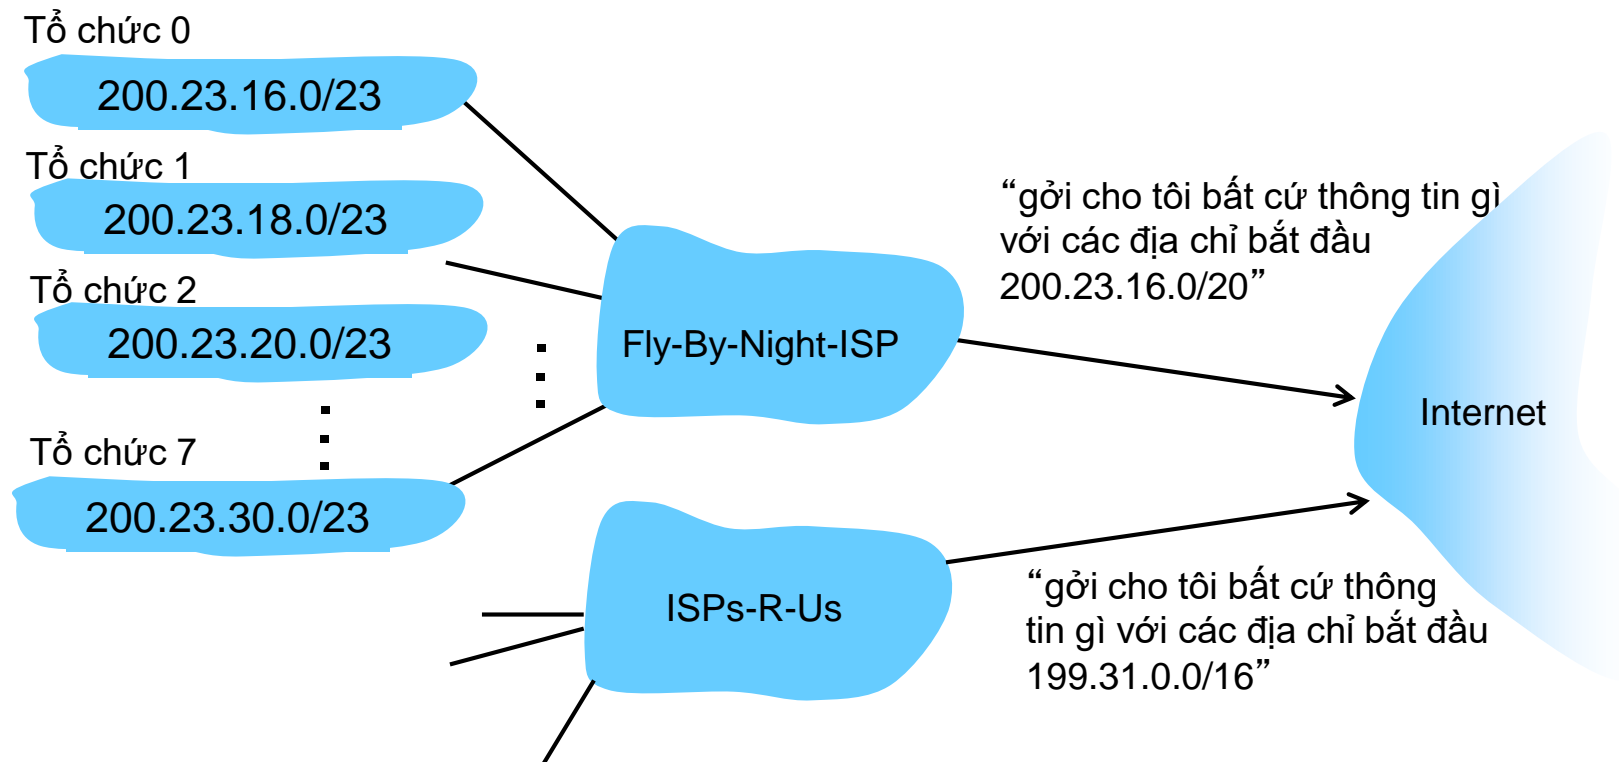 Tổ chức 0
200.23.16.0/23
Tổ chức 1
200.23.18.0/23
Tổ chức 2
200.23.20.0/23
Tổ chức 7
200.23.30.0/23
Fly-By-Night-ISP
ISPs-R-Us
“gởi cho tôi bất cứ thông tin gì
với các địa chỉ bắt đầu
200.23.16.0/20”
“gởi cho tôi bất cứ thông
tin gì với các địa chỉ bắt đầu
199.31.0.0/16”
Internet